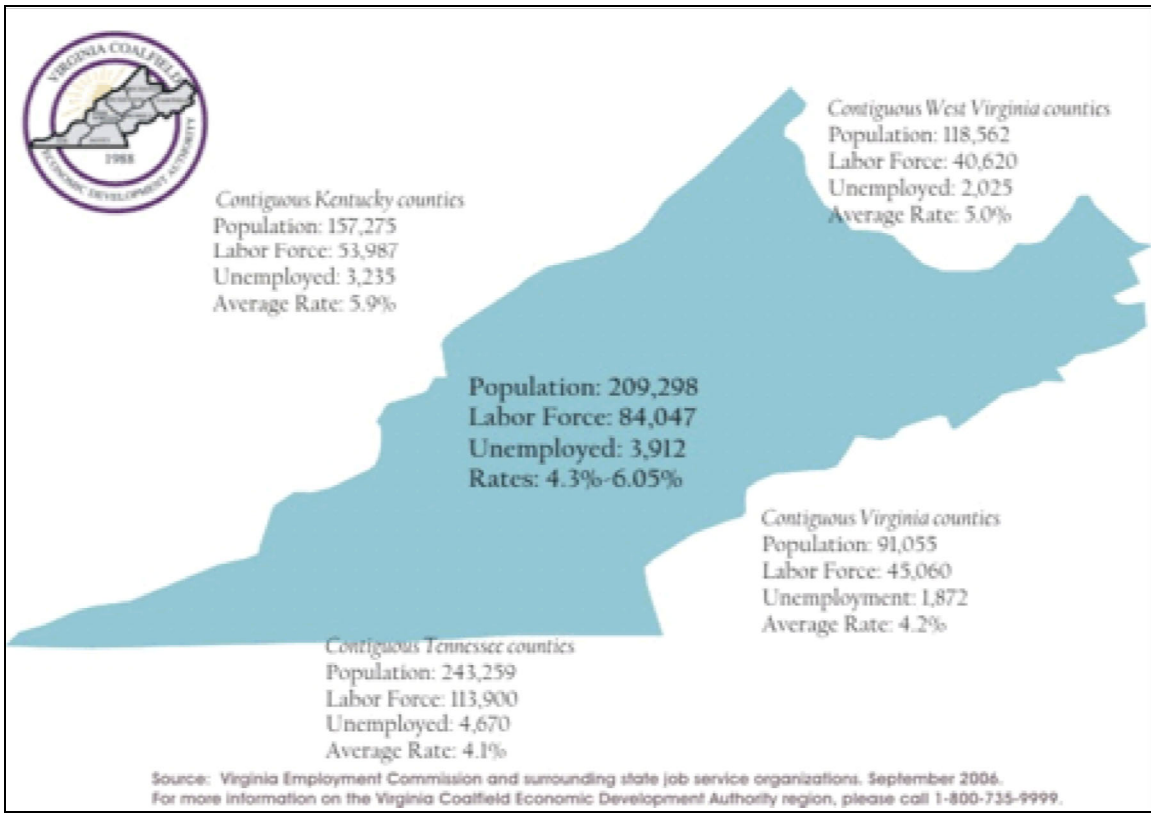 VIRGINIA COALFIELD
1988
ECONOMIC DEVELOPMENT AUTHORITY
Contiguous West Virginia counties
Population: 118,562
Labor Force: 40,620
Unemployed: 2,025
Average Rate: 5.0%
Contiguous Kentucky counties
Population: 157,275
Labor Force: 53,987
Unemployed: 3,235
Average Rate: 5.9%
Population: 209,298
Labor Force: 84,047
Unemployed: 3,912
Rates: 4.3%-6.05%
Contiguous Virginia counties
Population: 91,055
Labor Force: 45,060
Unemployment: 1,872
Average Rate: 4.2%
Contiguous Tennessee counties
Population: 243,259
Labor Force: 113,900
Unemployed: 4,670
Average Rate: 4.1%
Source: Virginia Employment Commission and surrounding state job service organizations. September 2006.
For more information on the Virginia Coalfield Economic Development Authority region, please call 1-800-735-9999.